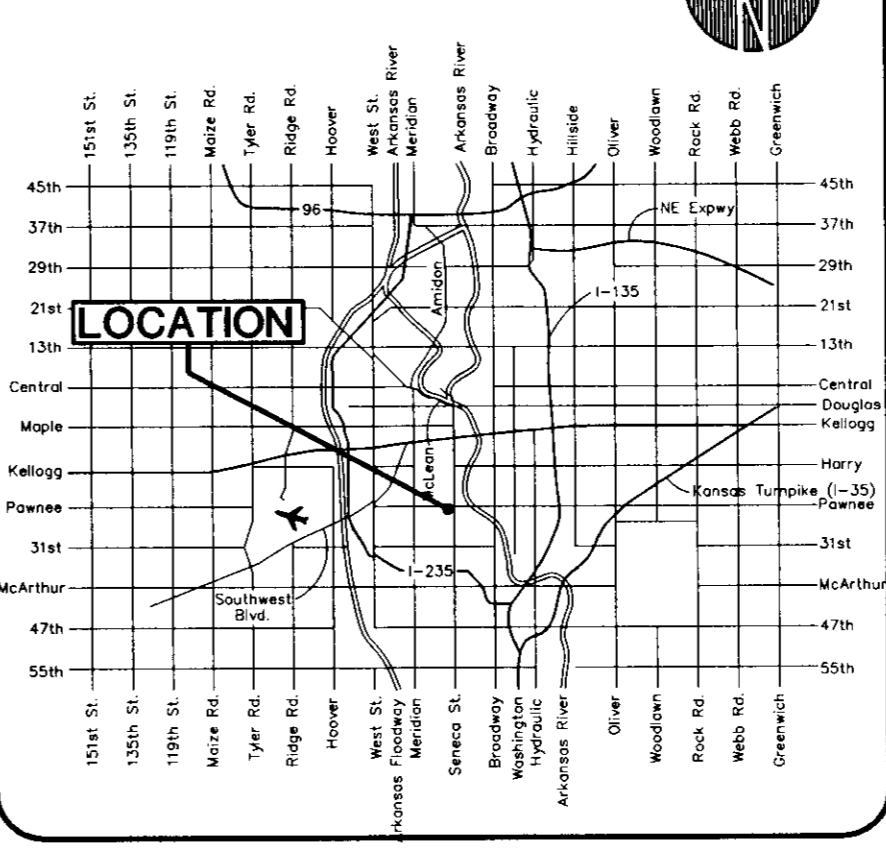 151st St.
135th St.
119th St.
Maize Rd.
Tyler Rd.
Ridge Rd.
Hoover
West St.
Arkansas River
Meridian
Arkansas River
Broadway
Hydraulic
Hillside
Oliver
Woodlawn
Rock Rd.
Webb Rd.
Greenwich
45th
45th
96
NE Expwy
37th
37th
29th
29th
Amidon
I-135
21st
21st
LOCATION
13th
13th
Central
Central
Douglas
Maple
Kellogg
McLean
Kellogg
Harry
Kansas Turnpike (I-35)
Pawnee
Pawnee
31st
31st
I-235
McArthur
McArthur
Southwest
Blvd.
47th
47th
55th
55th
151st St.
135th St.
119th St.
Maize Rd.
Tyler Rd.
Ridge Rd.
Hoover
West St.
Arkansas Floodway
Meridian
Seneca St.
Broadway
Washington
Hydraulic
Arkansas River
Oliver
Woodlawn
Rock Rd.
Webb Rd.
Greenwich